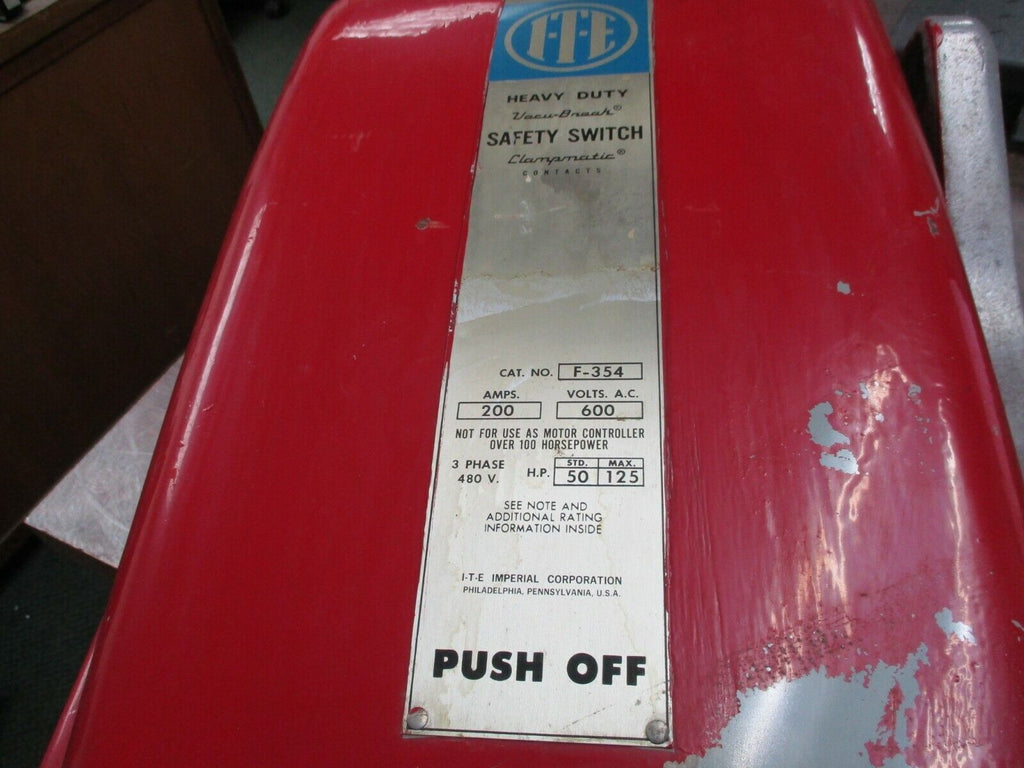 I-T-E
HEAVY DUTY
Vacu-Break®
SAFETY SWITCH
Clampmatic®
CONTACTS
CAT. NO. F-354
AMPS. VOLTS. A.C.
200 600
NOT FOR USE AS MOTOR CONTROLLER
OVER 100 HORSEPOWER
3 PHASE
480 V. H.P. STD. MAX.
50 125
SEE NOTE AND
ADDITIONAL RATING
INFORMATION INSIDE
I-T-E IMPERIAL CORPORATION
PHILADELPHIA, PENNSYLVANIA, U.S.A.
PUSH OFF